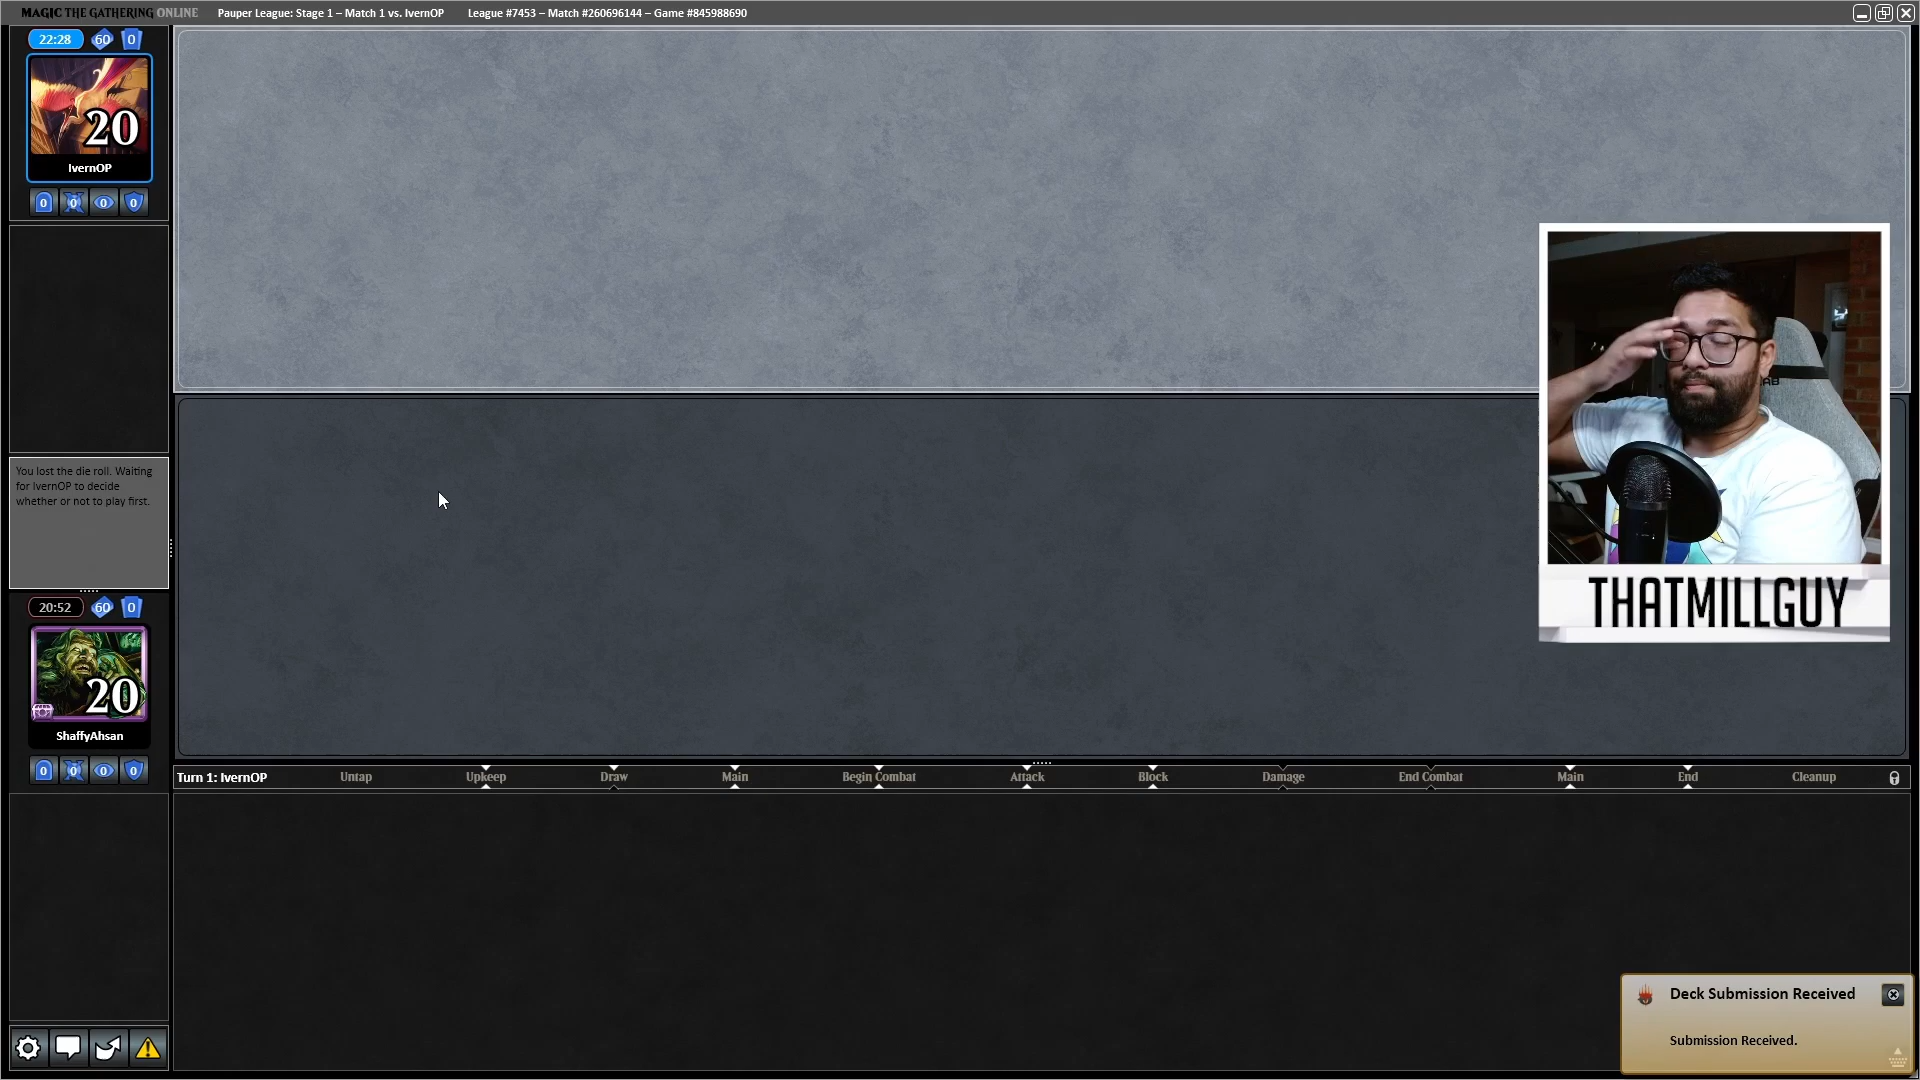 MAGIC THE GATHERING ONLINE
Pauper League: Stage 1 – Match 1 vs. IvernOP
League #7453 – Match #260696144 – Game #845988690
22:28
60
0
20
IvernOP
0
0
0
0
You lost the die roll. Waiting
for IvernOP to decide
whether or not to play first.
20:52
60
0
20
ShaffyAhsan
0
0
0
0
THATMILLGUY
Turn 1: IvernOP
Untap
Upkeep
Draw
Main
Begin Combat
Attack
Block
Damage
End Combat
Main
End
Cleanup
Deck Submission Received
Submission Received.